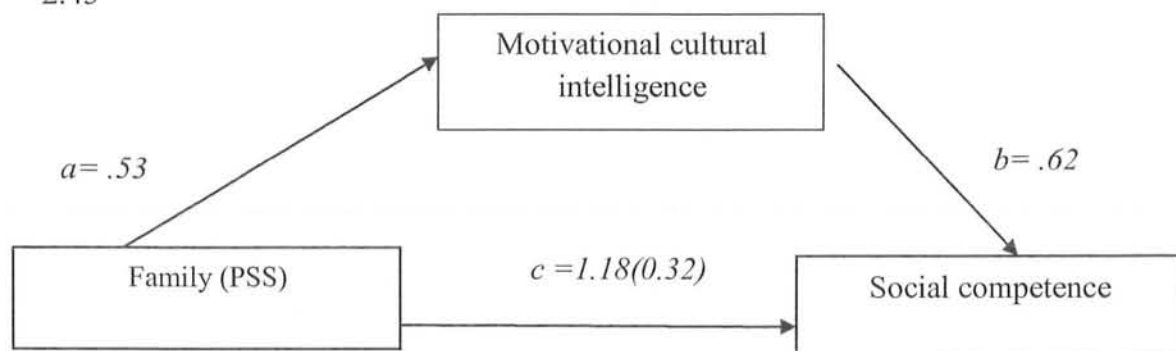 Motivational cultural
intelligence
a= .53
b= .62
Family (PSS)
c =1.18(0.32)
Social competence